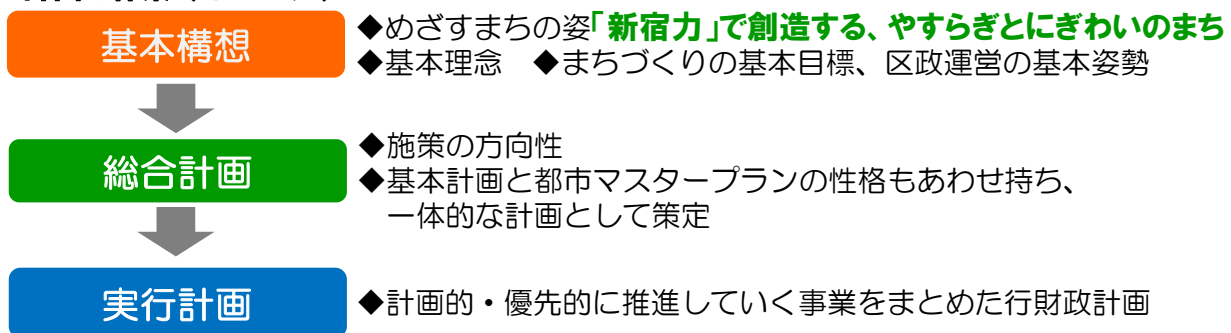 基本構想
◆めざすまちの姿「新宿力」で創造する、やすらぎとにぎわいのまち
◆基本理念　◆まちづくりの基本目標、区政運営の基本姿勢
総合計画
◆施策の方向性
◆基本計画と都市マスタープランの性格もあわせ持ち、
一体的な計画として策定
実行計画
◆計画的・優先的に推進していく事業をまとめた行財政計画